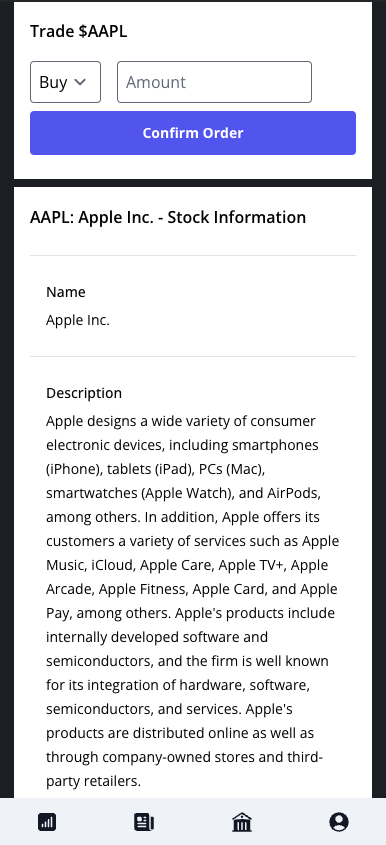 Trade $AAPL
Buy
Amount
Confirm Order
AAPL: Apple Inc. - Stock Information
Name
Apple Inc.
Description
Apple designs a wide variety of consumer
electronic devices, including smartphones
(iPhone), tablets (iPad), PCs (Mac),
smartwatches (Apple Watch), and AirPods,
among others. In addition, Apple offers its
customers a variety of services such as Apple
Music, iCloud, Apple Care, Apple TV+, Apple
Arcade, Apple Fitness, Apple Card, and Apple
Pay, among others. Apple's products include
internally developed software and
semiconductors, and the firm is well known
for its integration of hardware, software,
semiconductors, and services. Apple's
products are distributed online as well as
through company-owned stores and third-
party retailers.